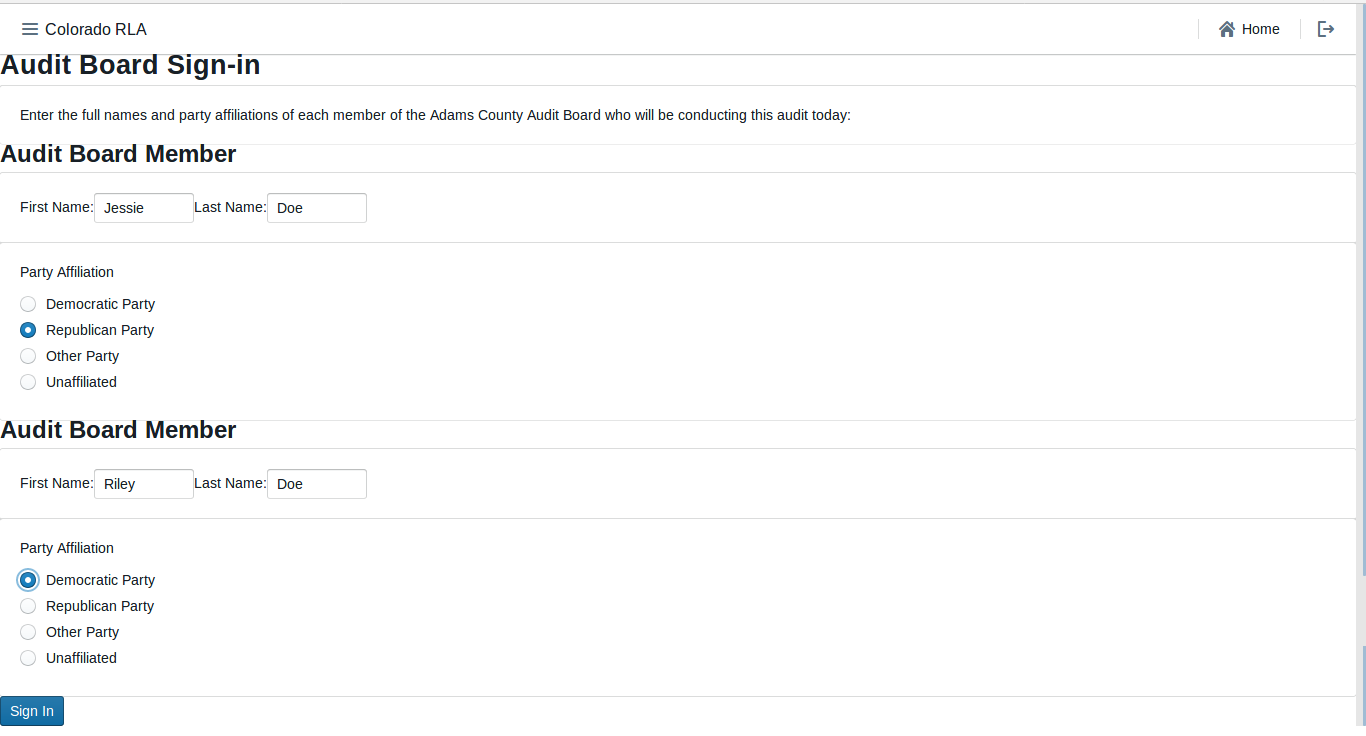 Colorado RLA Home
Audit Board Sign-in
Enter the full names and party affiliations of each member of the Adams County Audit Board who will be conducting this audit today:
Audit Board Member
First Name: Jessie Last Name: Doe
Party Affiliation
Democratic Party
Republican Party
Other Party
Unaffiliated
Audit Board Member
First Name: Riley Last Name: Doe
Party Affiliation
Democratic Party
Republican Party
Other Party
Unaffiliated
Sign In